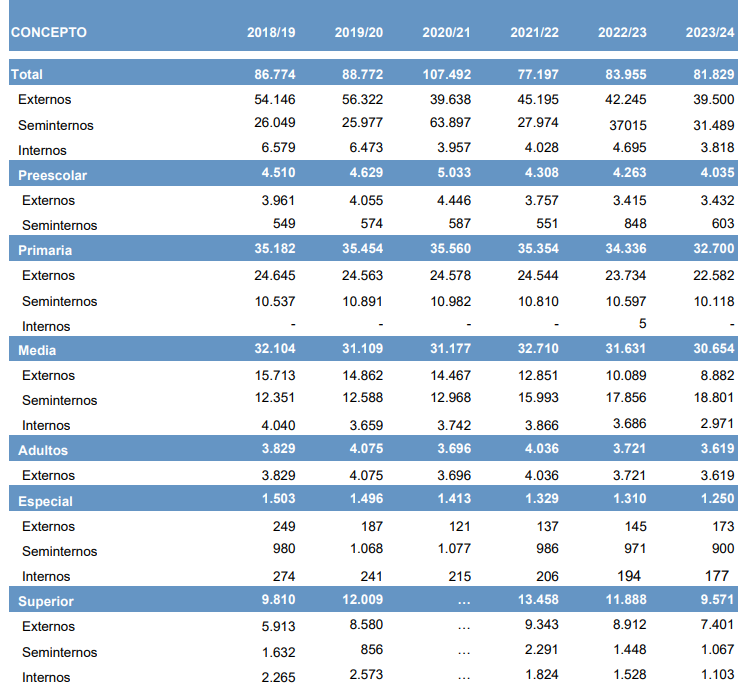 CONCEPTO 2018/19 2019/20 2020/21 2021/22 2022/23 2023/24
Total 86.774 88.772 107.492 77.197 83.955 81.829
Externos 54.146 56.322 39.638 45.195 42.245 39.500
Seminternos 26.049 25.977 63.897 27.974 37015 31.489
Internos 6.579 6.473 3.957 4.028 4.695 3.818
Preescolar 4.510 4.629 5.033 4.308 4.263 4.035
Externos 3.961 4.055 4.446 3.757 3.415 3.432
Seminternos 549 574 587 551 848 603
Primaria 35.182 35.454 35.560 35.354 34.336 32.700
Externos 24.645 24.563 24.578 24.544 23.734 22.582
Seminternos 10.537 10.891 10.982 10.810 10.597 10.118
Internos - - - - 5 -
Media 32.104 31.109 31.177 32.710 31.631 30.654
Externos 15.713 14.862 14.467 12.851 10.089 8.882
Seminternos 12.351 12.588 12.968 15.993 17.856 18.801
Internos 4.040 3.659 3.742 3.866 3.686 2.971
Adultos 3.829 4.075 3.696 4.036 3.721 3.619
Externos 3.829 4.075 3.696 4.036 3.721 3.619
Especial 1.503 1.496 1.413 1.329 1.310 1.250
Externos 249 187 121 137 145 173
Seminternos 980 1.068 1.077 986 971 900
Internos 274 241 215 206 194 177
Superior 9.810 12.009 … 13.458 11.888 9.571
Externos 5.913 8.580 … 9.343 8.912 7.401
Seminternos 1.632 856 … 2.291 1.448 1.067
Internos 2.265 2.573 … 1.824 1.528 1.103